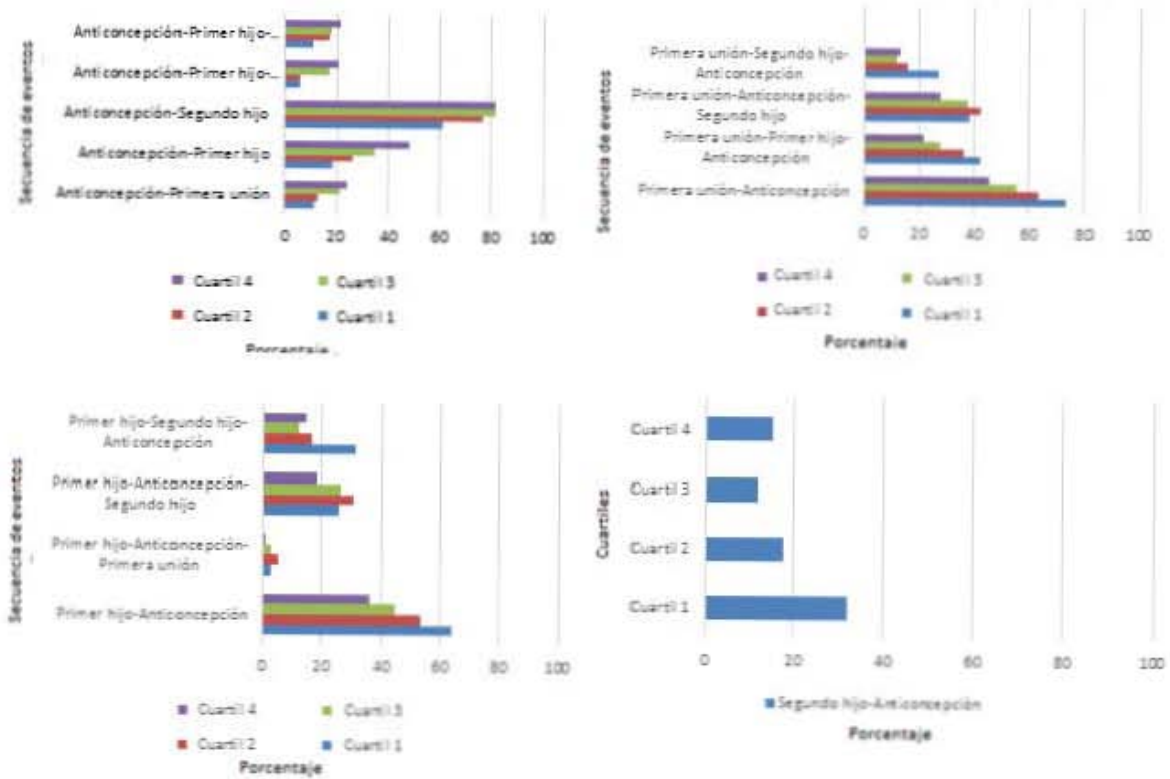 Secuencia de eventos
Anticoncepción-Primer hijo-...
Anticoncepción-Primer hijo-...
Anticoncepción-Segundo hijo
Anticoncepción-Primer hijo
Anticoncepción-Primera unión
0 20 40 60 80 100
Cuartil 4 Cuartil 3
Cuartil 2 Cuartil 1
Porcentaje
Secuencia de eventos
Primera unión-Segundo hijo-
Anticoncepción
Primera unión-Anticoncepción-
Segundo hijo
Primera unión-Primer hijo-
Anticoncepción
Primera unión-Anticoncepción
0 20 40 60 80 100
Cuartil 4 Cuartil 3
Cuartil 2 Cuartil 1
Porcentaje
Secuencia de eventos
Primer hijo-Segundo hijo-
Anticoncepción
Primer hijo-Anticoncepción-
Segundo hijo
Primer hijo-Anticoncepción-
Primera unión
Primer hijo-Anticoncepción
0 20 40 60 80 100
Cuartil 4 Cuartil 3
Cuartil 2 Cuartil 1
Porcentaje
Cuartiles
Cuartil 4
Cuartil 3
Cuartil 2
Cuartil 1
0 20 40 60 80 100
Segundo hijo-Anticoncepción
Porcentaje